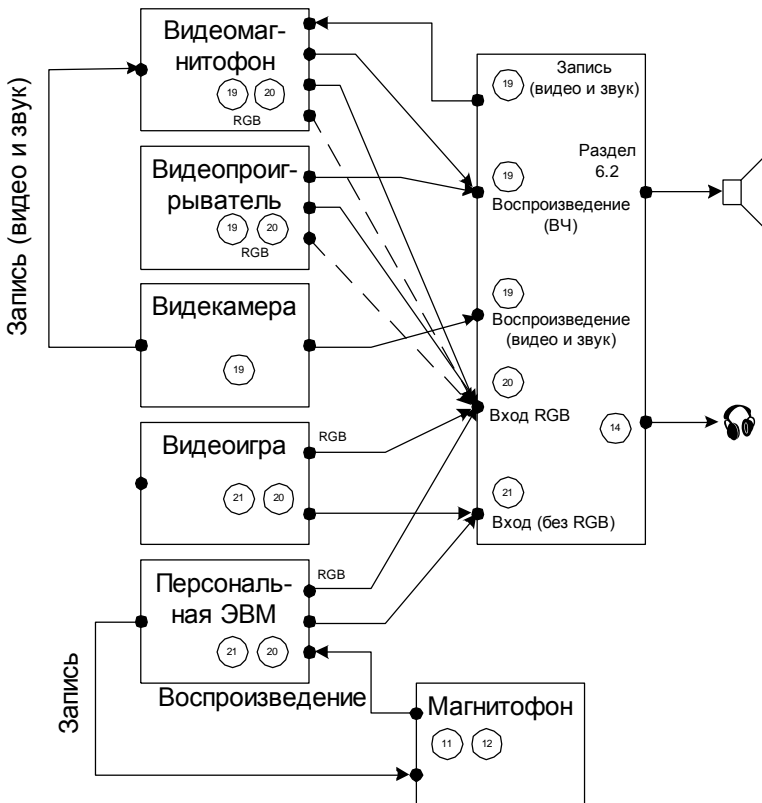 Видеомаг-
нитофон
19 20
RGB
Видеопроиг-
рыватель
19 20
RGB
Видекамера
19
Видеоигра
21 20
RGB
Персональ-
ная ЭВМ
21 20
RGB
Воспроизведение
Запись (видео и звук)
Запись
Магнитофон
11 12
19
Запись
(видео и звук)
Раздел
6.2
19
Воспроизведение
(ВЧ)
19
Воспроизведение
(видео и звук)
20
Вход RGB
14
21
Вход (без RGB)